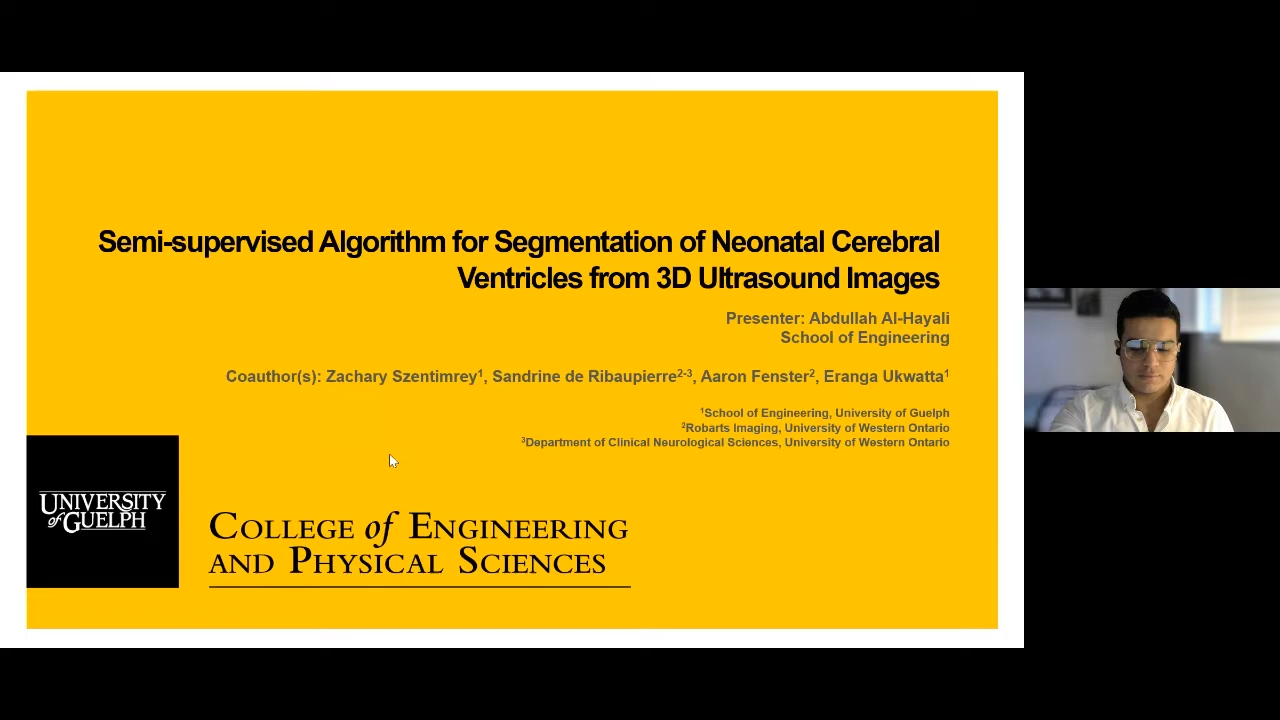 Semi-supervised Algorithm for Segmentation of Neonatal Cerebral
Ventricles from 3D Ultrasound Images
Presenter: Abdullah Al-Hayali
School of Engineering
Coauthor(s): Zachary Szentimrey¹, Sandrine de Ribaupierre²⁻³, Aaron Fenster², Eranga Ukwatta¹
¹School of Engineering, University of Guelph
²Robarts Imaging, University of Western Ontario
³Department of Clinical Neurological Sciences, University of Western Ontario
UNIVERSITY
of GUELPH
COLLEGE of ENGINEERING
AND PHYSICAL SCIENCES